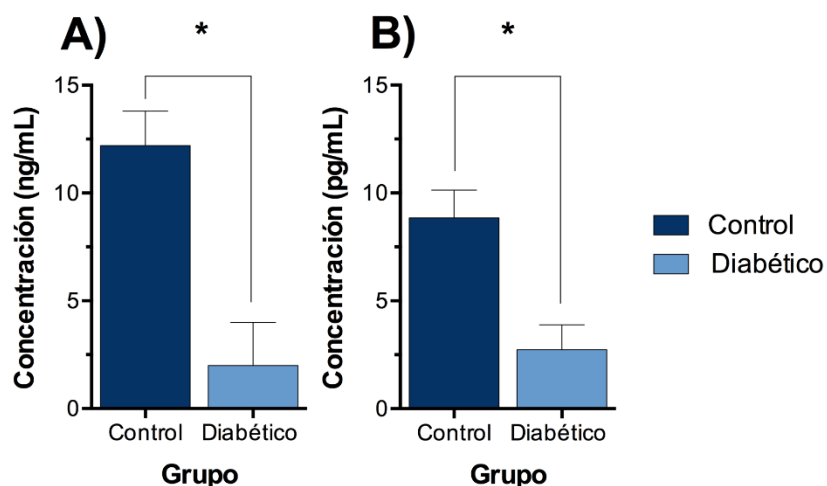 A)
*
Concentración (ng/mL)
15
10
5
0
Control
Diabético
Grupo
B)
*
Concentración (pg/mL)
15
10
5
0
Control
Diabético
Grupo
Control
Diabético